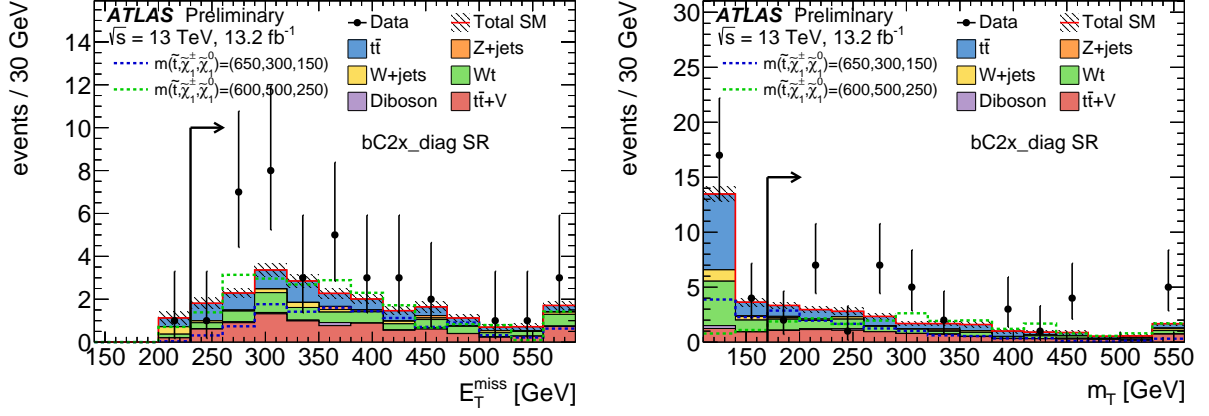 ATLAS Preliminary
√s = 13 TeV, 13.2 fb⁻¹
m(t̃,χ̃₁±,χ̃₁⁰)=(650,300,150)
m(t̃,χ̃₁±,χ̃₁⁰)=(600,500,250)
Data
Total SM
tt̄
Z+jets
W+jets
Wt
Diboson
tt̄+V
bC2x_diag SR
events / 30 GeV
16
14
12
10
8
6
4
2
0
150 200 250 300 350 400 450 500 550
E_T^miss [GeV]
ATLAS Preliminary
√s = 13 TeV, 13.2 fb⁻¹
m(t̃,χ̃₁±,χ̃₁⁰)=(650,300,150)
m(t̃,χ̃₁±,χ̃₁⁰)=(600,500,250)
Data
Total SM
tt̄
Z+jets
W+jets
Wt
Diboson
tt̄+V
bC2x_diag SR
events / 30 GeV
30
25
20
15
10
5
0
150 200 250 300 350 400 450 500 550
m_T [GeV]